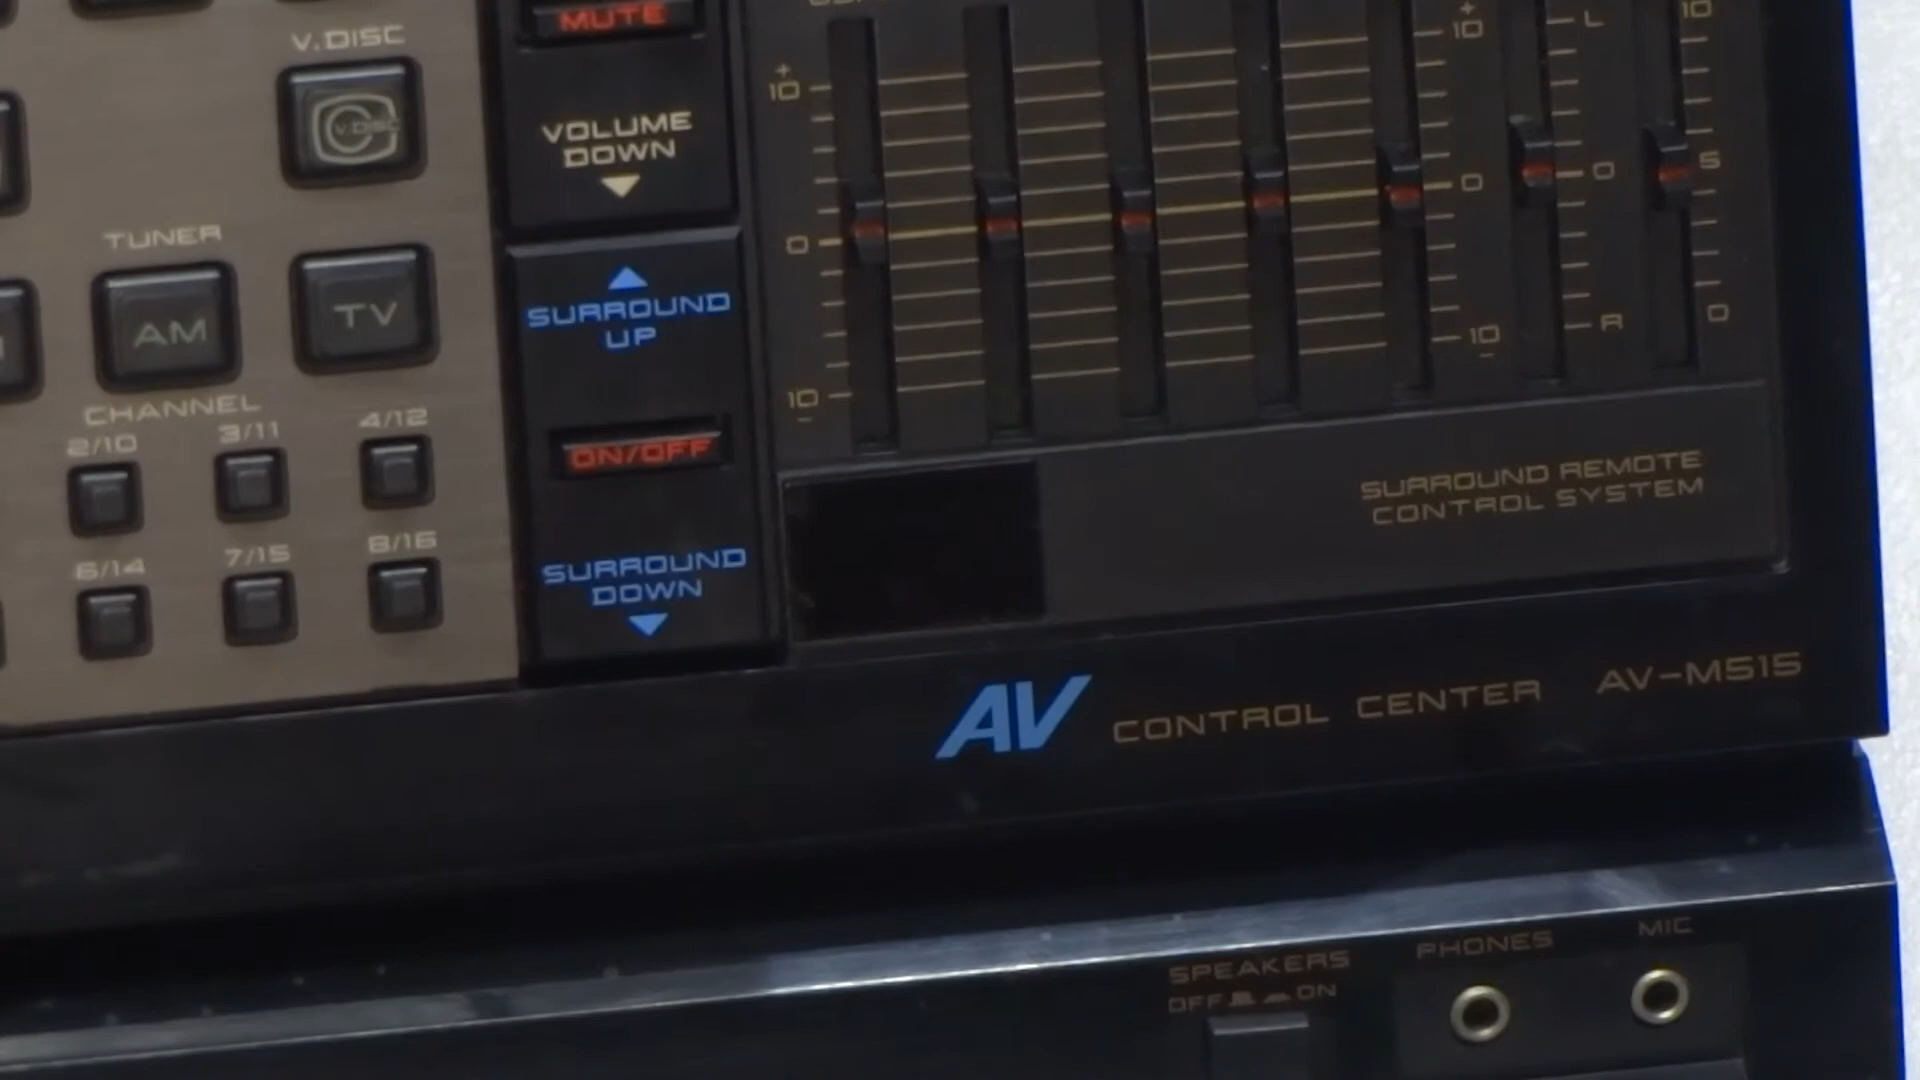 V.DISC
V.DISC
TUNER
AM
TV
CHANNEL
2/10 3/11 4/12
6/14 7/15 8/16
MUTE
VOLUME
DOWN
SURROUND
UP
ON/OFF
SURROUND
DOWN
+
10
0
10
-
+
10
0
10
-
L
0
R
10
5
0
SURROUND REMOTE
CONTROL SYSTEM
AV CONTROL CENTER AV-M515
SPEAKERS
OFF ON
PHONES
MIC